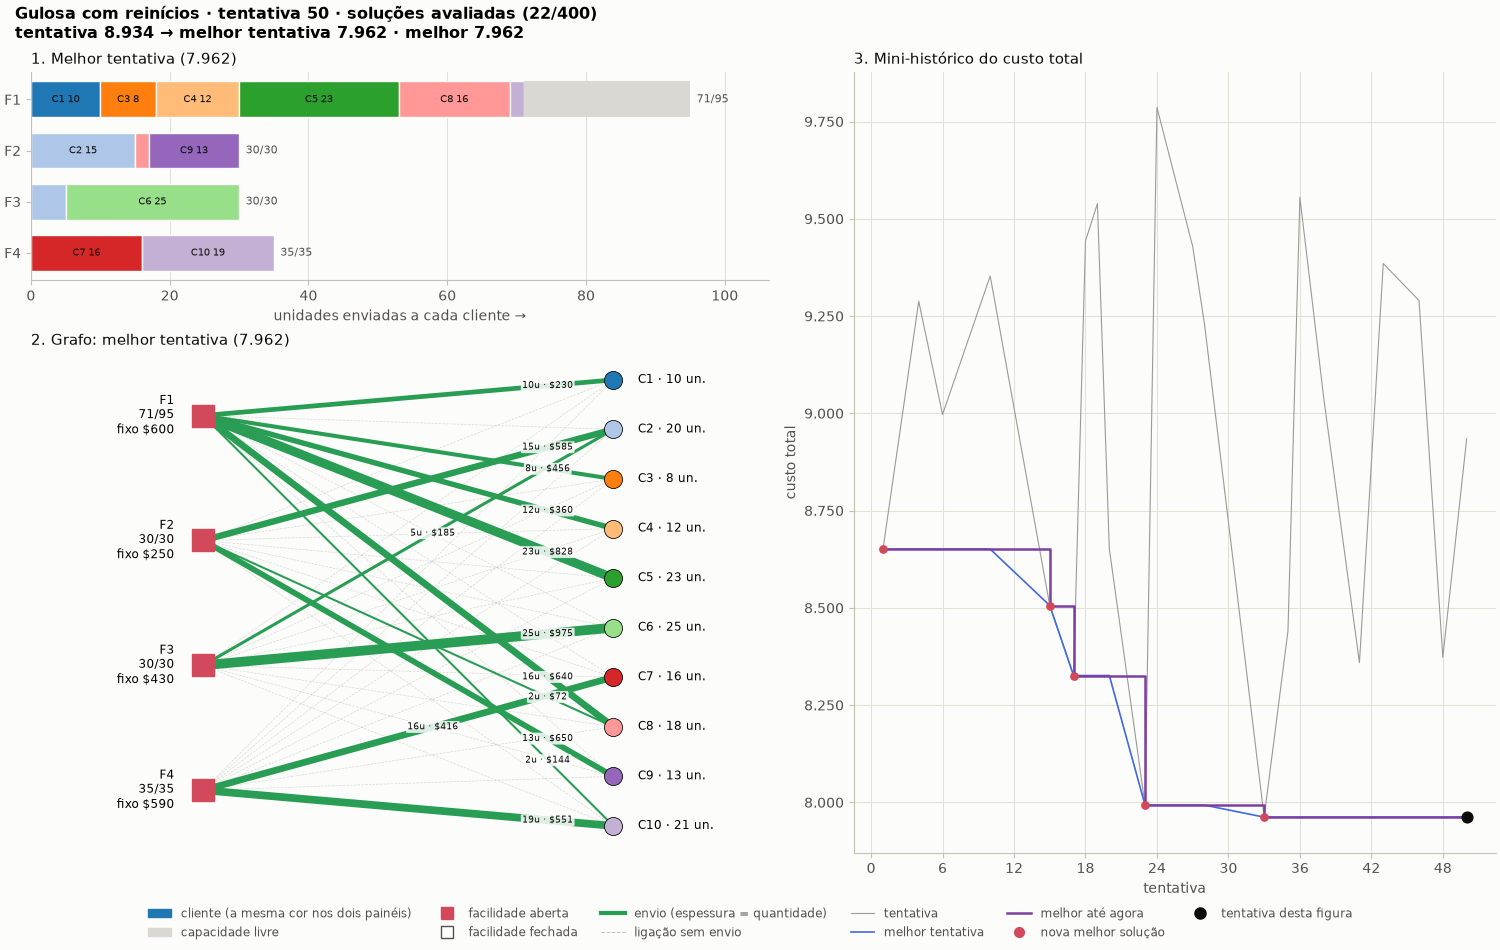 Gulosa com reinícios · tentativa 50 · soluções avaliadas (22/400)
tentativa 8.934 → melhor tentativa 7.962 · melhor 7.962
1. Melhor tentativa (7.962)
F1
C1 10
C3 8
C4 12
C5 23
C8 16
71/95
F2
C2 15
C9 13
30/30
F3
C6 25
30/30
F4
C7 16
C10 19
35/35
0
20
40
60
80
100
unidades enviadas a cada cliente →
2. Grafo: melhor tentativa (7.962)
F1
71/95
fixo $600
F2
30/30
fixo $250
F3
30/30
fixo $430
F4
35/35
fixo $590
10u · $230
15u · $585
8u · $456
12u · $360
5u · $185
23u · $828
25u · $975
16u · $640
2u · $72
16u · $416
13u · $650
2u · $144
19u · $551
C1 · 10 un.
C2 · 20 un.
C3 · 8 un.
C4 · 12 un.
C5 · 23 un.
C6 · 25 un.
C7 · 16 un.
C8 · 18 un.
C9 · 13 un.
C10 · 21 un.
3. Mini-histórico do custo total
custo total
9.750
9.500
9.250
9.000
8.750
8.500
8.250
8.000
0
6
12
18
24
30
36
42
48
tentativa
cliente (a mesma cor nos dois painéis)
capacidade livre
facilidade aberta
facilidade fechada
envio (espessura = quantidade)
ligação sem envio
tentativa
melhor tentativa
melhor até agora
nova melhor solução
tentativa desta figura